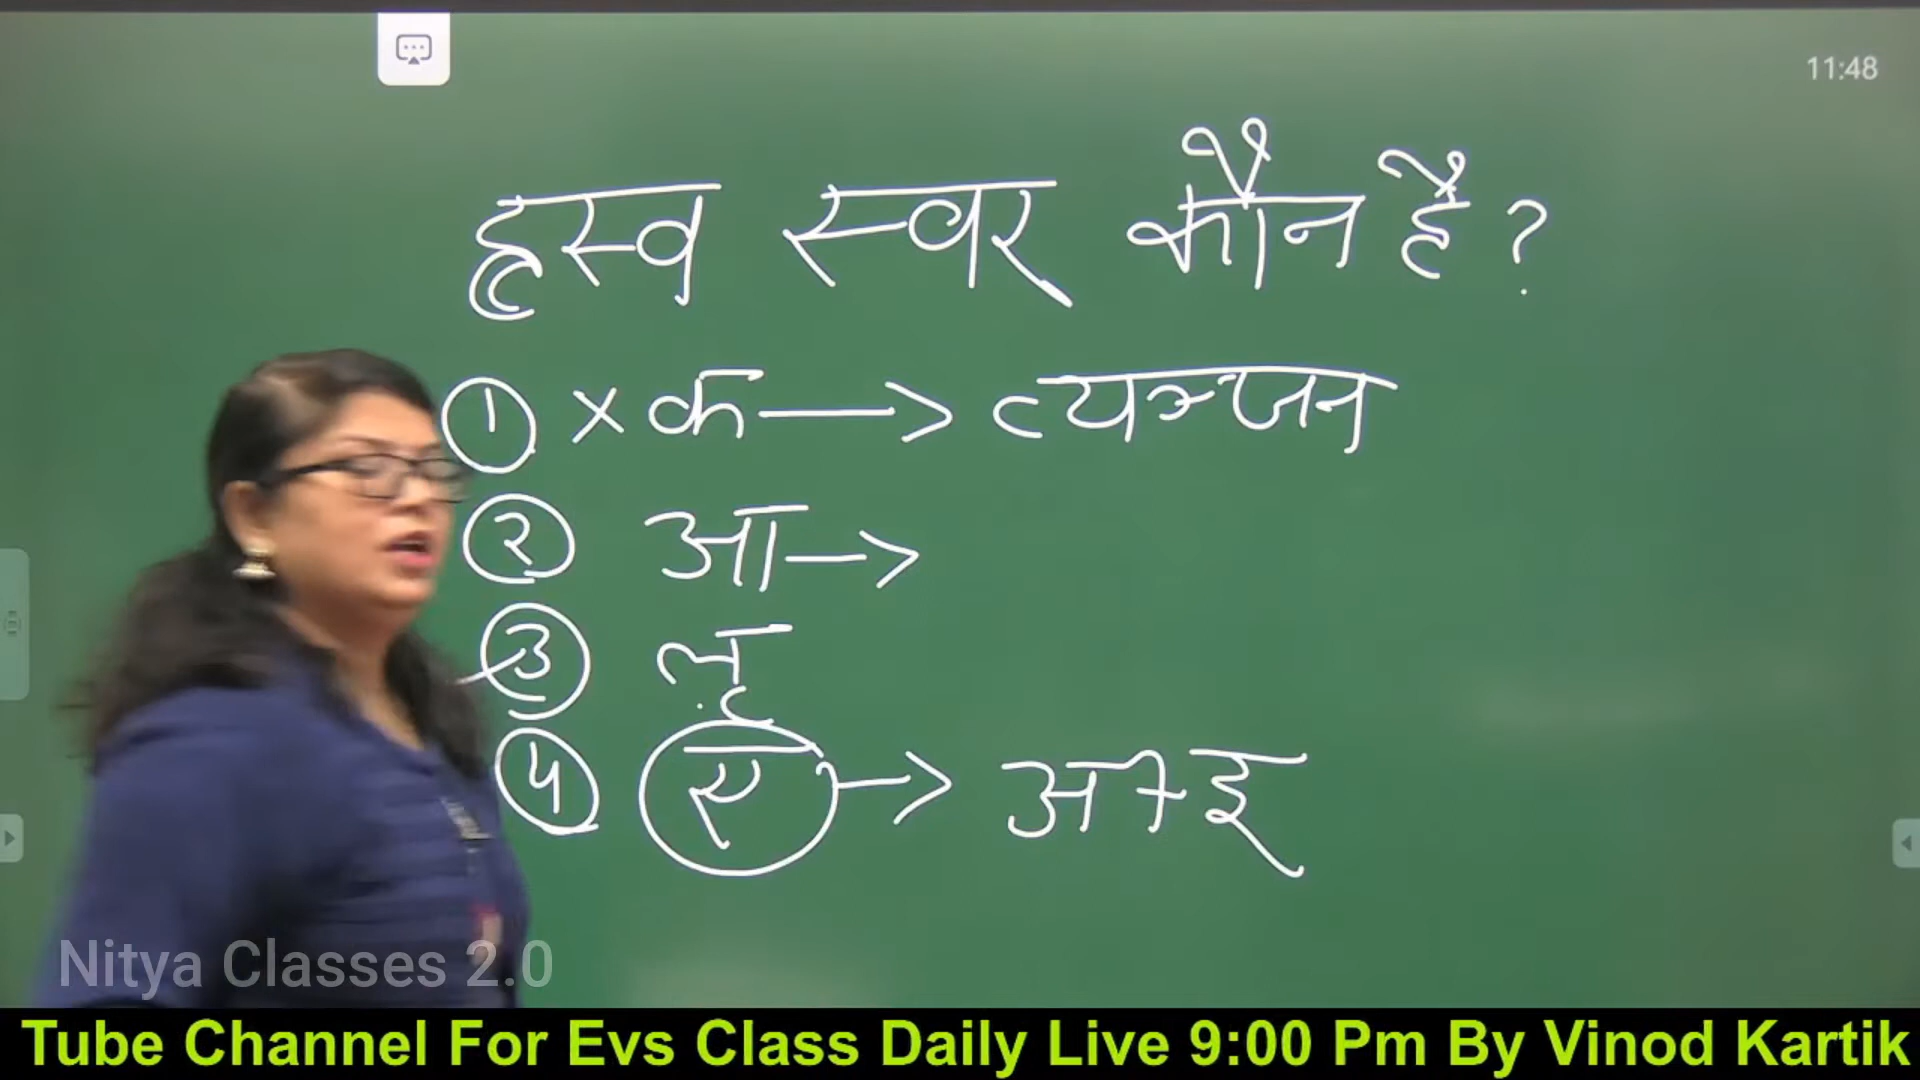 11:48
ह्रस्व स्वर कौन है ?
① × क → व्यञ्जन
② आ →
③ लृ
④ ए → अ + इ
Nitya Classes 2.0
Tube Channel For Evs Class Daily Live 9:00 Pm By Vinod Kartik